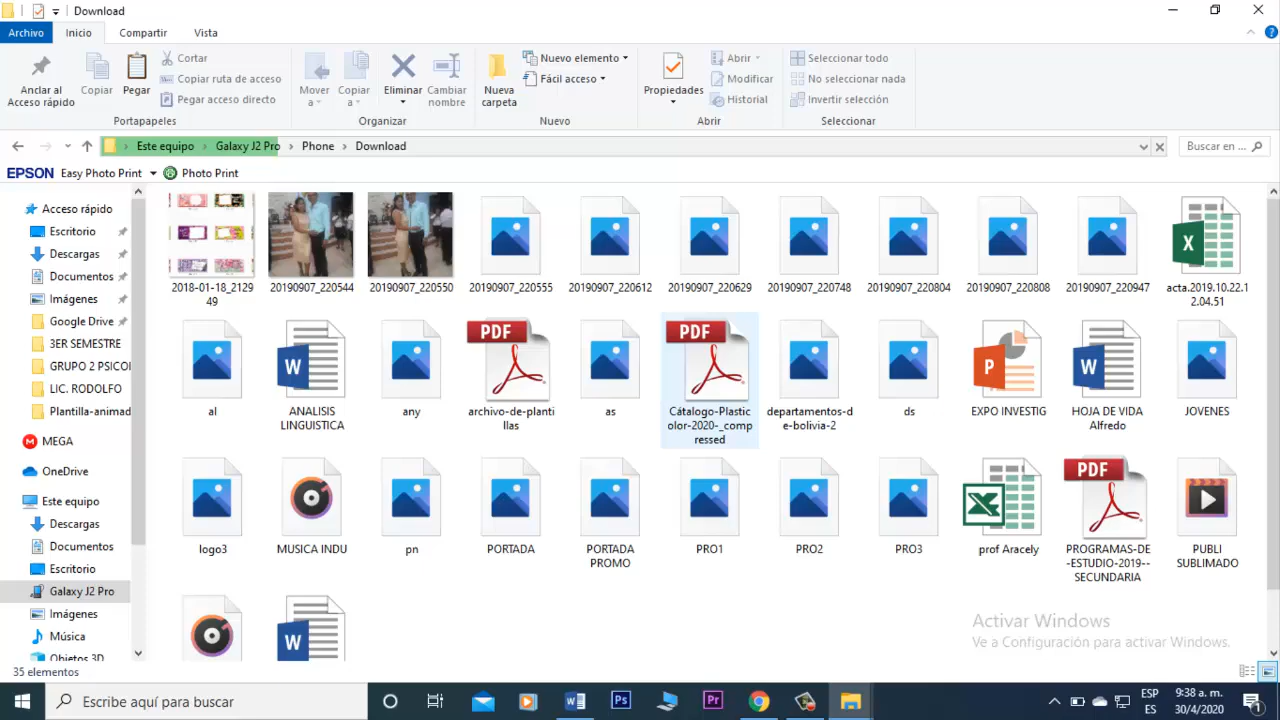 Download
Archivo Inicio Compartir Vista
Anclar al Acceso rápido
Copiar
Pegar
Cortar
Copiar ruta de acceso
Pegar acceso directo
Portapapeles
Mover a
Copiar a
Eliminar
Cambiar nombre
Organizar
Nueva carpeta
Nuevo elemento
Fácil acceso
Nuevo
Propiedades
Abrir
Modificar
Historial
Abrir
Seleccionar todo
No seleccionar nada
Invertir selección
Seleccionar
Este equipo > Galaxy J2 Pro > Phone > Download
Buscar en ...
EPSON Easy Photo Print Photo Print
Acceso rápido
Escritorio
Descargas
Documentos
Imágenes
Google Drive
3ER SEMESTRE
GRUPO 2 PSICOI
LIC. RODOLFO
Plantilla-animad
MEGA
OneDrive
Este equipo
Descargas
Documentos
Escritorio
Galaxy J2 Pro
Imágenes
Música
Objetos 3D
2018-01-18_2129
49
20190907_220544
20190907_220550
20190907_220555
20190907_220612
20190907_220629
20190907_220748
20190907_220804
20190907_220808
20190907_220947
acta.2019.10.22.1
2.04.51
al
ANALISIS
LINGUISTICA
any
PDF
archivo-de-planti
llas
as
PDF
Cátalogo-Plastic
olor-2020-_comp
ressed
departamentos-d
e-bolivia-2
ds
EXPO INVESTIG
HOJA DE VIDA
Alfredo
JOVENES
logo3
MUSICA INDU
pn
PORTADA
PORTADA
PROMO
PRO1
PRO2
PRO3
prof Aracely
PDF
PROGRAMAS-DE
-ESTUDIO-2019--
SECUNDARIA
PUBLI
SUBLIMADO
Activar Windows
Ve a Configuración para activar Windows.
35 elementos
Escribe aquí para buscar
ESP
ES
9:38 a. m.
30/4/2020
1